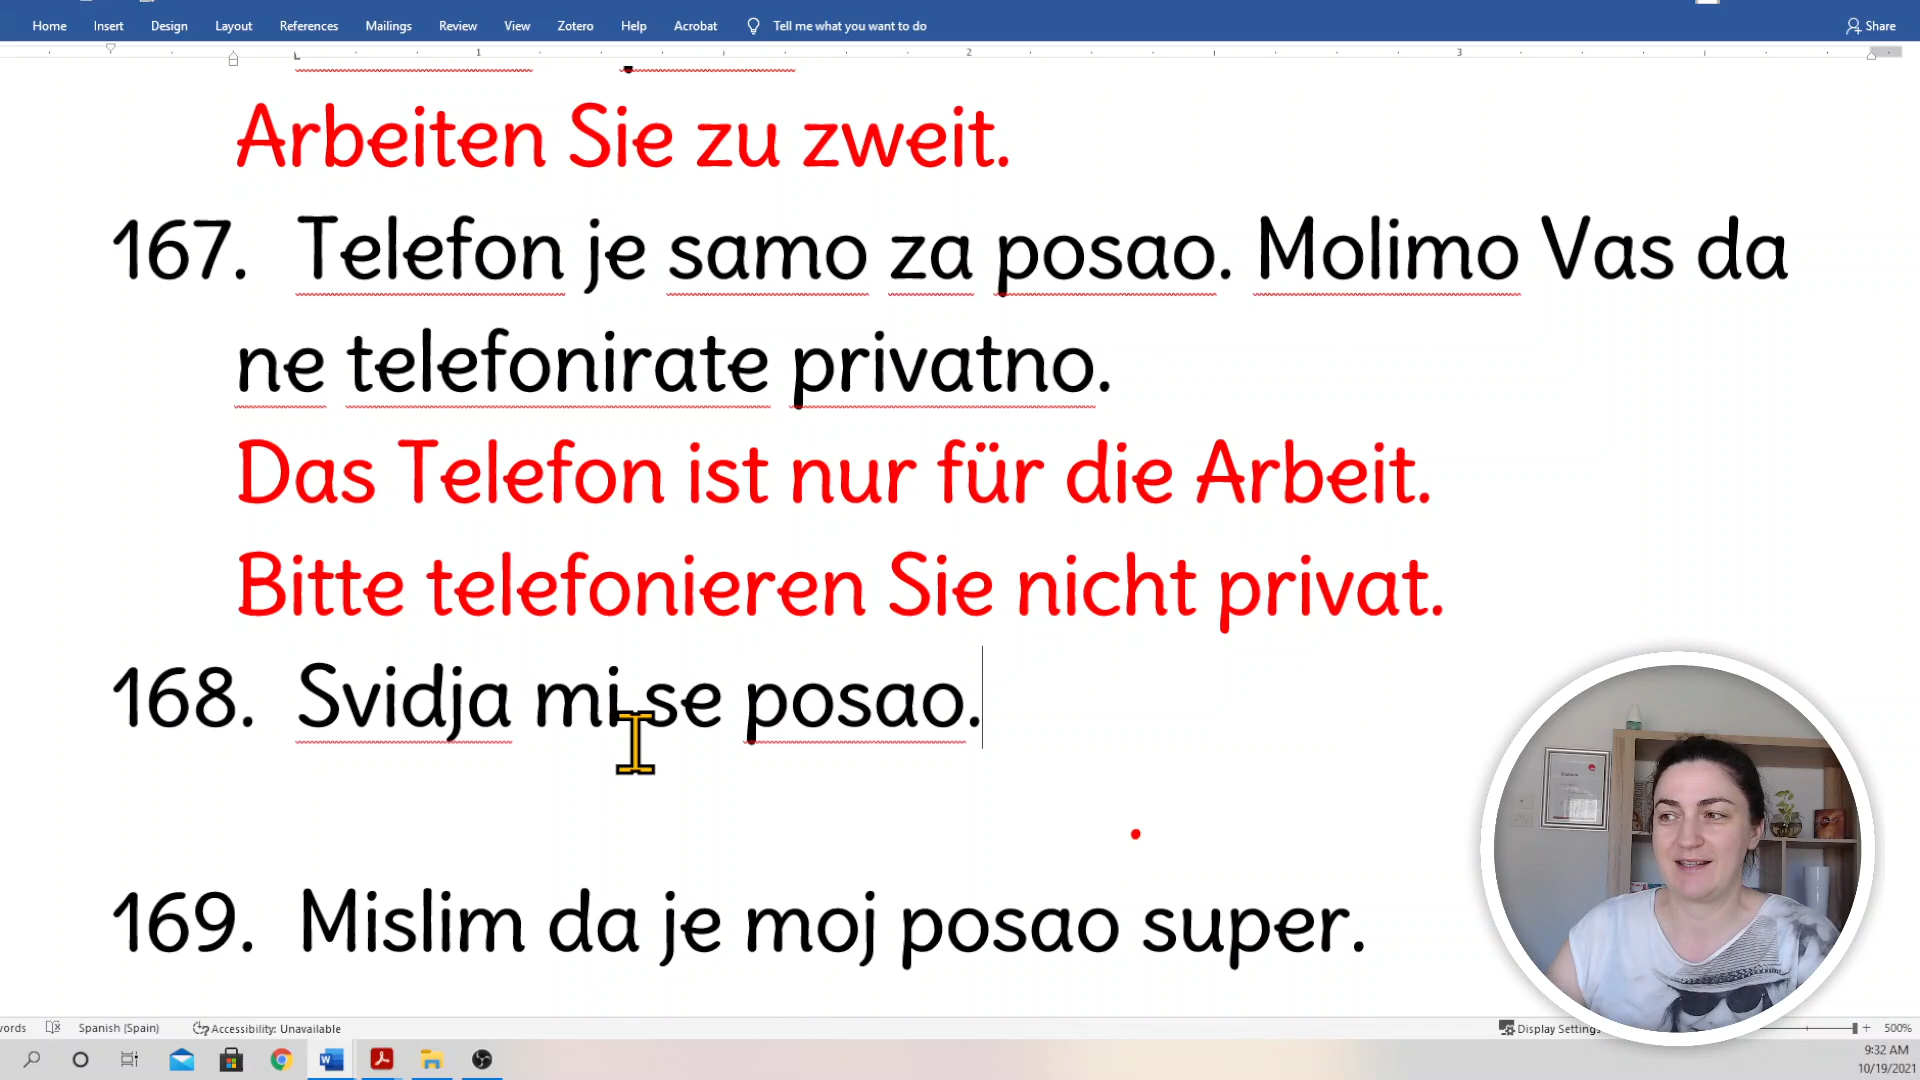 Home Insert Design Layout References Mailings Review View Zotero Help Acrobat Tell me what you want to do Share
1 2 3
Arbeiten Sie zu zweit.
167. Telefon je samo za posao. Molimo Vas da
ne telefonirate privatno.
Das Telefon ist nur für die Arbeit.
Bitte telefonieren Sie nicht privat.
168. Svidja mi se posao.
169. Mislim da je moj posao super.
Spanish (Spain) Accessibility: Unavailable Display Settings 500%
9:32 AM
10/19/2021